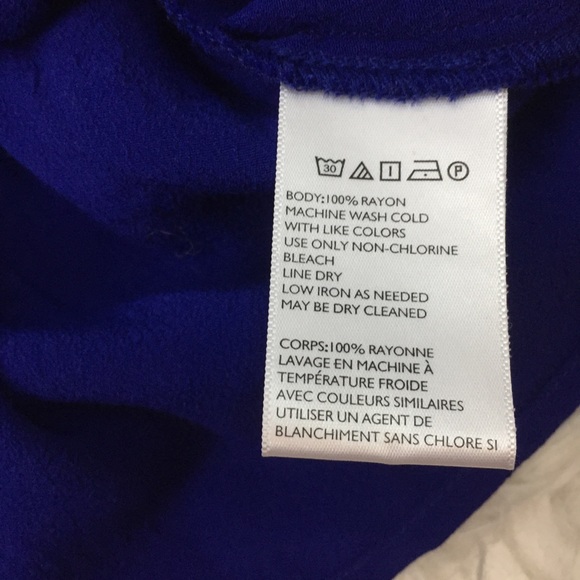 30 P
BODY:100% RAYON
MACHINE WASH COLD
WITH LIKE COLORS
USE ONLY NON-CHLORINE
BLEACH
LINE DRY
LOW IRON AS NEEDED
MAY BE DRY CLEANED
CORPS:100% RAYONNE
LAVAGE EN MACHINE À
TEMPÉRATURE FROIDE
AVEC COULEURS SIMILAIRES
UTILISER UN AGENT DE
BLANCHIMENT SANS CHLORE SI